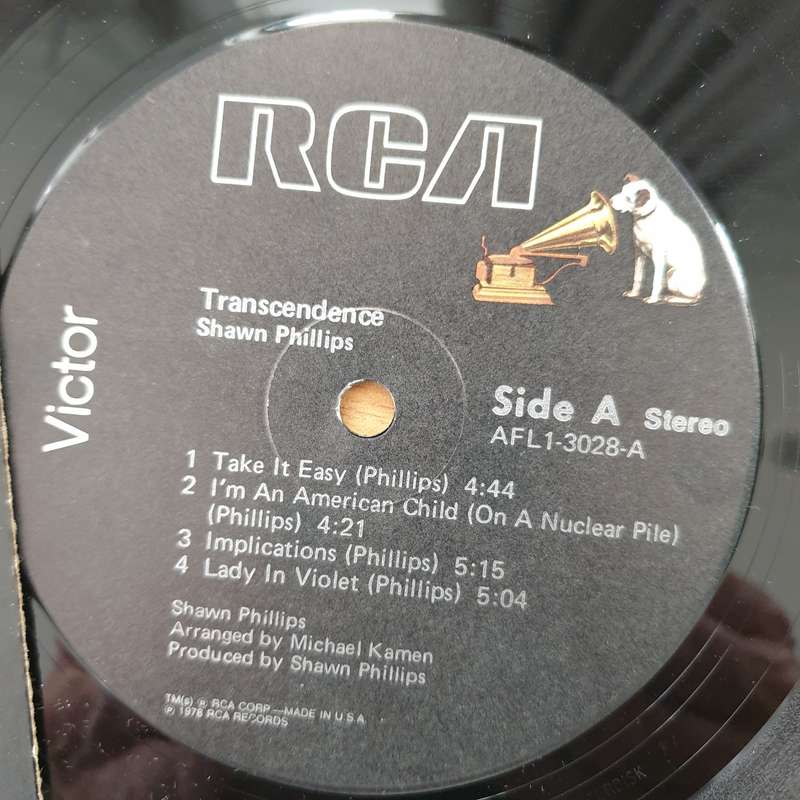 RCA
Victor
Transcendence
Shawn Phillips
Side A Stereo
AFL1-3028-A
1 Take It Easy (Phillips) 4:44
2 I'm An American Child (On A Nuclear Pile)
(Phillips) 4:21
3 Implications (Phillips) 5:15
4 Lady In Violet (Phillips) 5:04
Shawn Phillips
Arranged by Michael Kamen
Produced by Shawn Phillips
TM(s) ® RCA CORP—MADE IN U S A
℗ 1978 RCA RECORDS